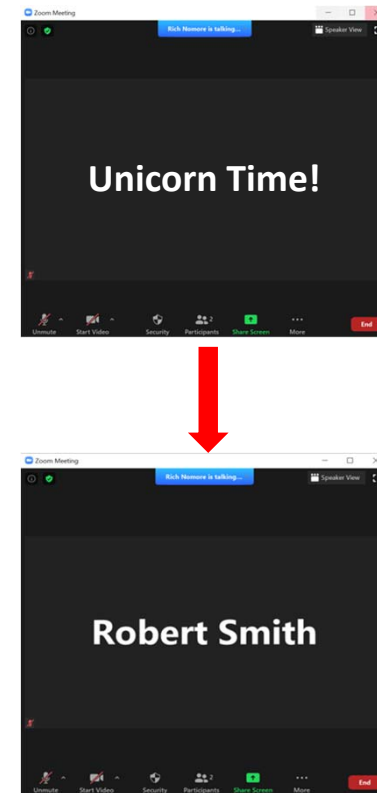 Zoom Meeting
Rich Nomore is talking...
Speaker View
Unicorn Time!
2
Unmute Start Video Security Participants Share Screen More End
Zoom Meeting
Rich Nomore is talking...
Speaker View
Robert Smith
2
Unmute Start Video Security Participants Share Screen More End